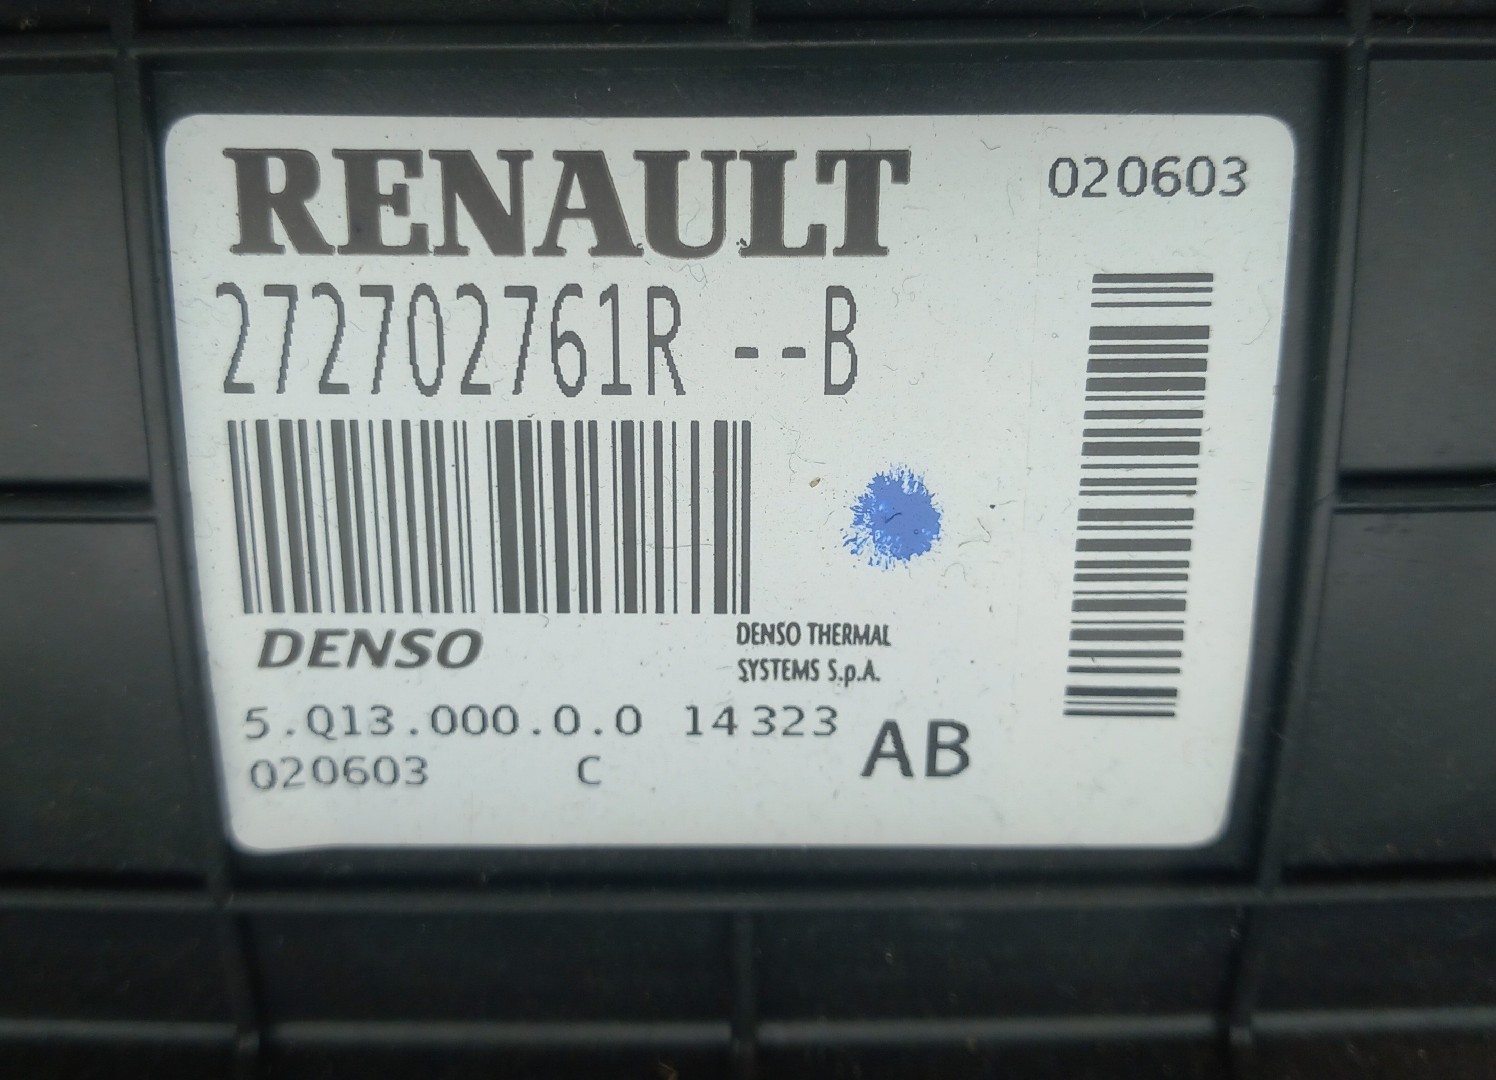 RENAULT
020603
272702761R --B
DENSO
DENSO THERMAL
SYSTEMS S.p.A.
5.Q13.000.0.0 14323
AB
020603 C